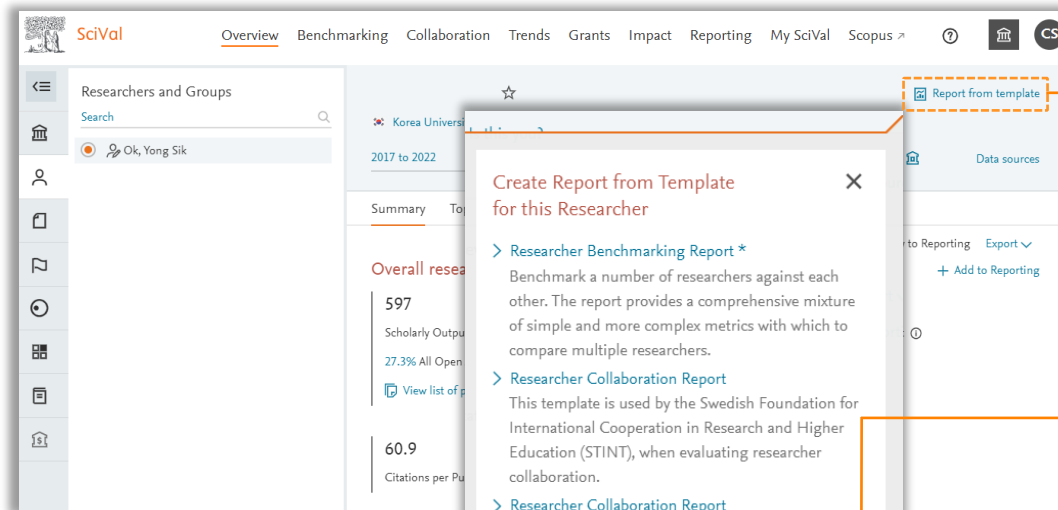 SciVal
Overview Benchmarking Collaboration Trends Grants Impact Reporting My SciVal Scopus
CS
Researchers and Groups
Search
Ok, Yong Sik
Report from template
Korea Universi
2017 to 2022
Data sources
Summary To
to Reporting Export
+ Add to Reporting
Overall resea
597
Scholarly Outpu
27.3% All Open
View list of p
60.9
Citations per Pu
Create Report from Template
for this Researcher
Researcher Benchmarking Report *
Benchmark a number of researchers against each
other. The report provides a comprehensive mixture
of simple and more complex metrics with which to
compare multiple researchers.
Researcher Collaboration Report
This template is used by the Swedish Foundation for
International Cooperation in Research and Higher
Education (STINT), when evaluating researcher
collaboration.
Researcher Collaboration Report